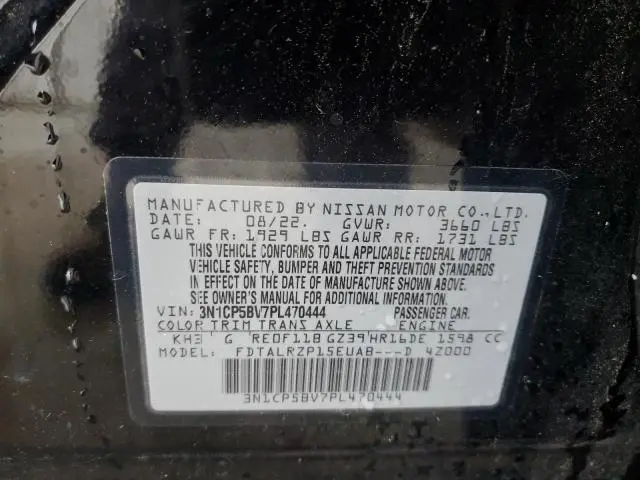 MANUFACTURED BY NISSAN MOTOR CO.,LTD.
DATE: 08/22. GVWR: 3660 LBS
GAWR FR: 1929 LBS GAWR RR: 1731 LBS
THIS VEHICLE CONFORMS TO ALL APPLICABLE FEDERAL MOTOR
VEHICLE SAFETY, BUMPER AND THEFT PREVENTION STANDARDS
IN EFFECT ON THE DATE OF MANUFACTURE SHOWN ABOVE.
SEE OWNER'S MANUAL FOR ADDITIONAL INFORMATION.
VIN: 3N1CP5BV7PL470444 PASSENGER CAR.
COLOR TRIM TRANS AXLE ENGINE
KH3 G RE0F11B GZ39 HR16DE 1598 CC
MODEL: FDTALRZP15EUAB---D 4Z000
3N1CP5BV7PL470444